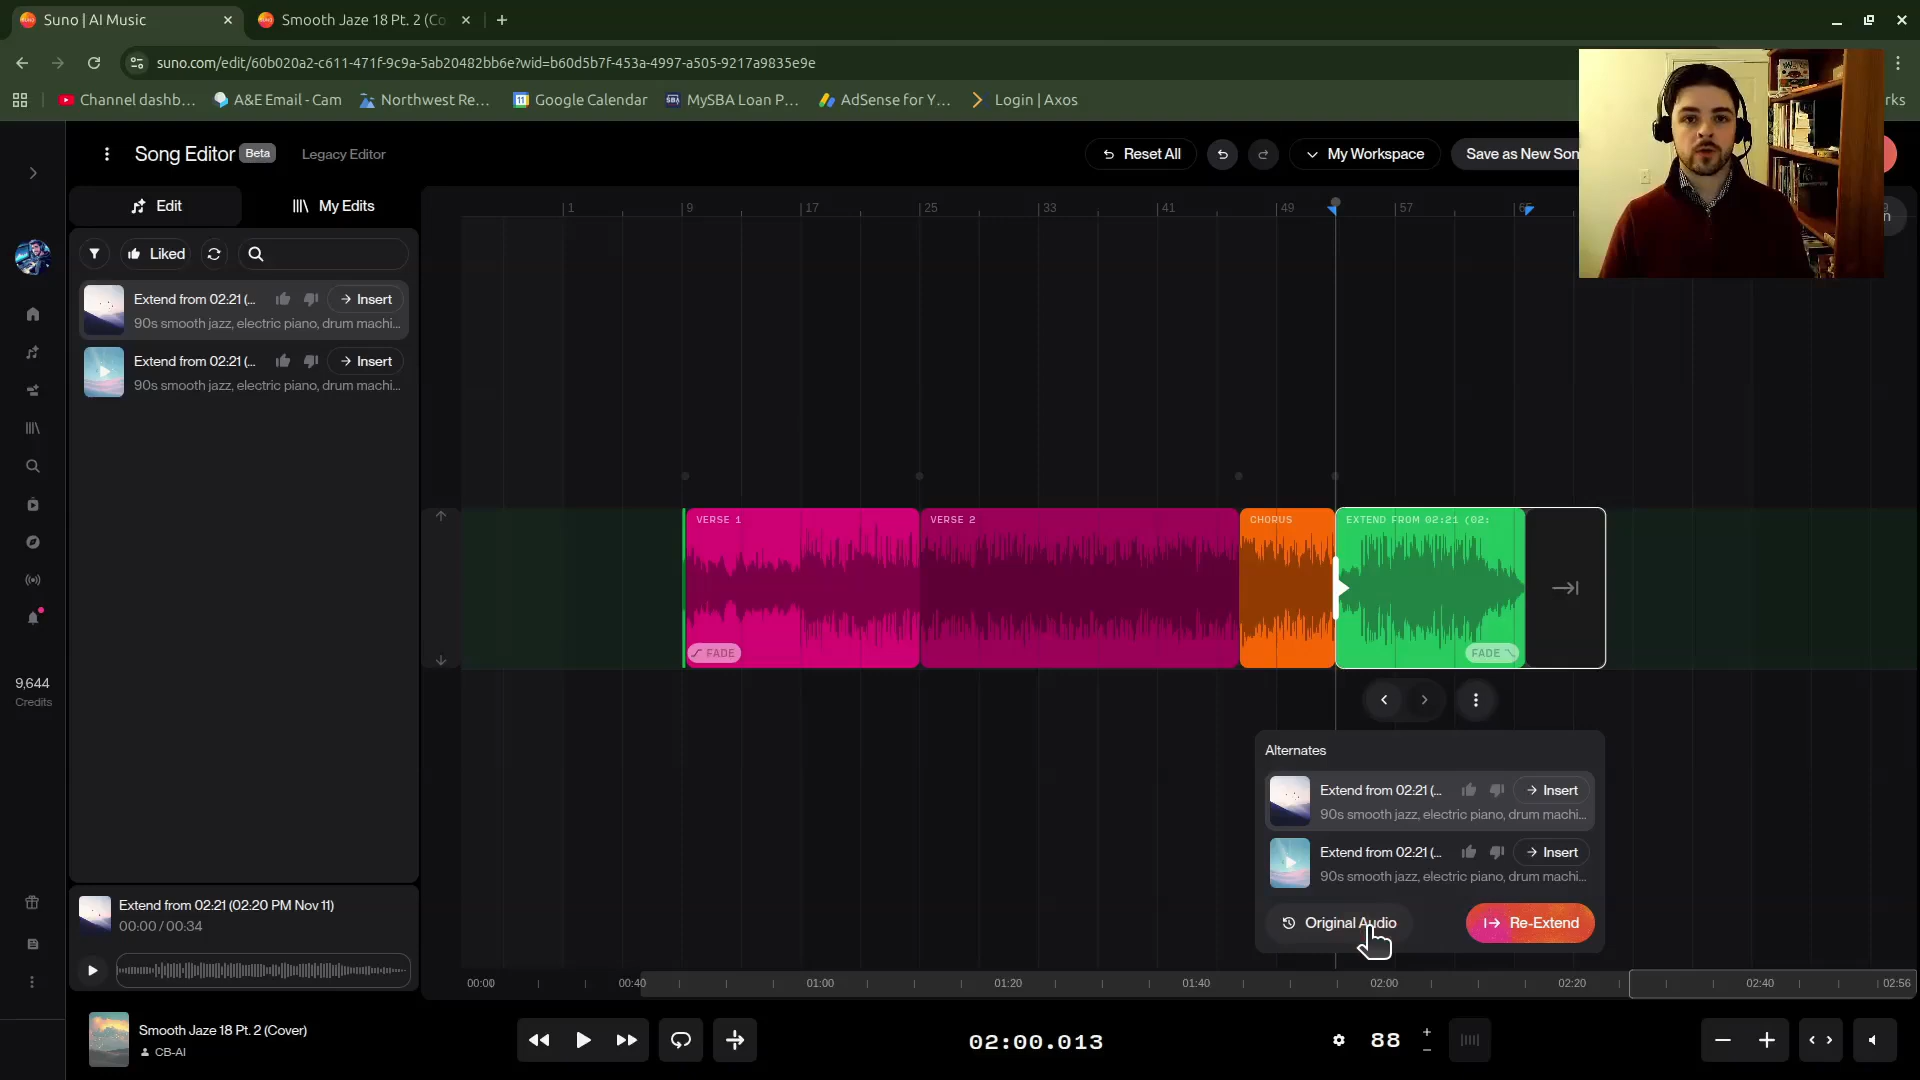 Suno | AI Music
Smooth Jaze 18 Pt. 2 (Co
suno.com/edit/60b020a2-c611-471f-9c9a-5ab20482bb6e?wid=b60d5b7f-453a-4997-a505-9217a9835e9e
Channel dashb...
A&E Email - Cam
Northwest Re...
Google Calendar
MySBA Loan P...
AdSense for Y...
Login | Axos
rks
Song Editor
Beta
Legacy Editor
Reset All
My Workspace
Save as New Son
Edit
My Edits
1
9
17
25
33
41
49
57
n
Liked
Extend from 02:21 (...
Insert
90s smooth jazz, electric piano, drum machi...
Extend from 02:21 (...
Insert
90s smooth jazz, electric piano, drum machi...
VERSE 1
VERSE 2
CHORUS
EXTEND FROM 02:21 (02:
FADE
FADE
9,644
Credits
Alternates
Extend from 02:21 (...
Insert
90s smooth jazz, electric piano, drum machi...
Extend from 02:21 (...
Insert
90s smooth jazz, electric piano, drum machi...
Original Audio
Re-Extend
Extend from 02:21 (02:20 PM Nov 11)
00:00 / 00:34
00:00
00:40
01:00
01:20
01:40
02:00
02:20
02:40
02:56
Smooth Jaze 18 Pt. 2 (Cover)
CB-AI
02:00.013
88